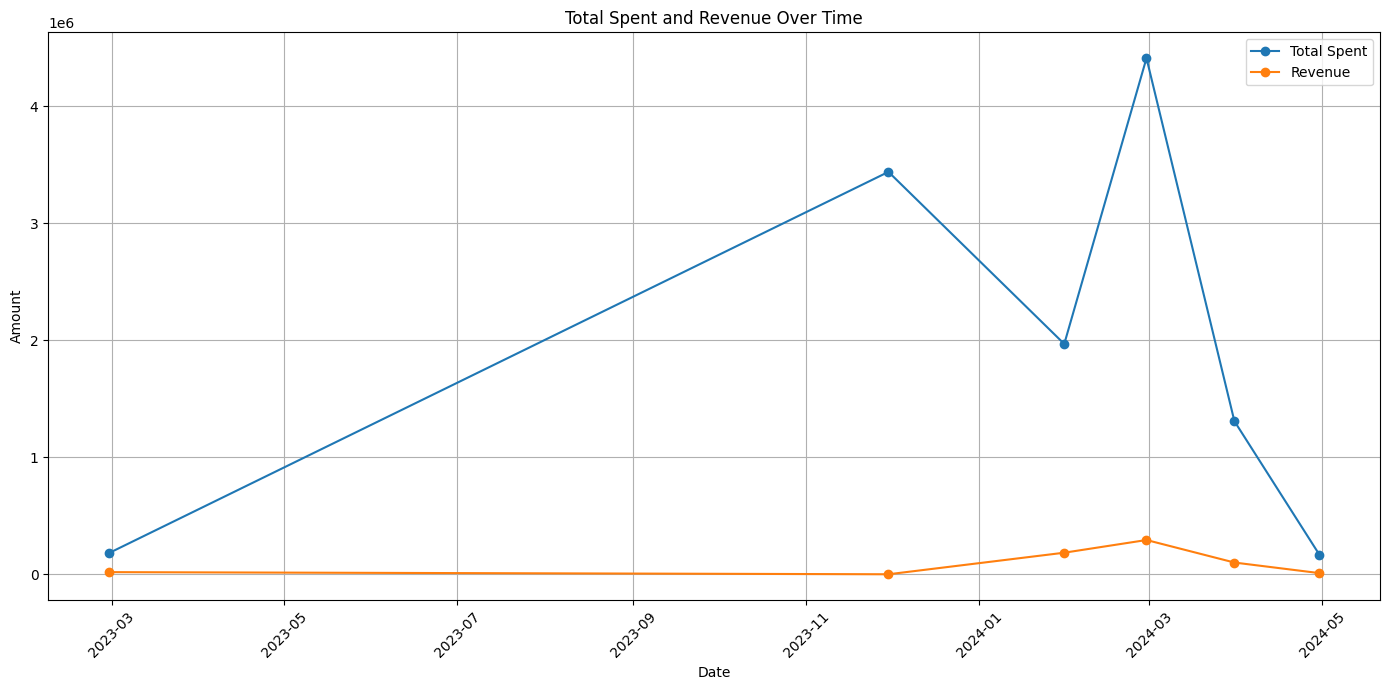 Total Spent and Revenue Over Time
1e6
Total Spent
Revenue
4
3
2
1
0
Amount
2023-03
2023-05
2023-07
2023-09
2023-11
2024-01
2024-03
2024-05
Date